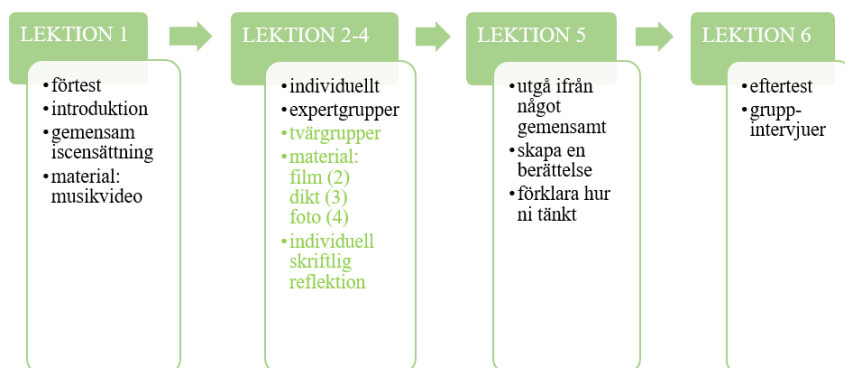 LEKTION 1
•förtest
•introduktion
•gemensam
iscensättning
•material:
musikvideo
LEKTION 2-4
•individuellt
•expertgrupper
•tvärgrupper
•material:
film (2)
dikt (3)
foto (4)
•individuell
skriftlig
reflektion
LEKTION 5
•utgå ifrån
något
gemensamt
•skapa en
berättelse
•förklara hur
ni tänkt
LEKTION 6
•eftertest
•grupp-
intervjuer